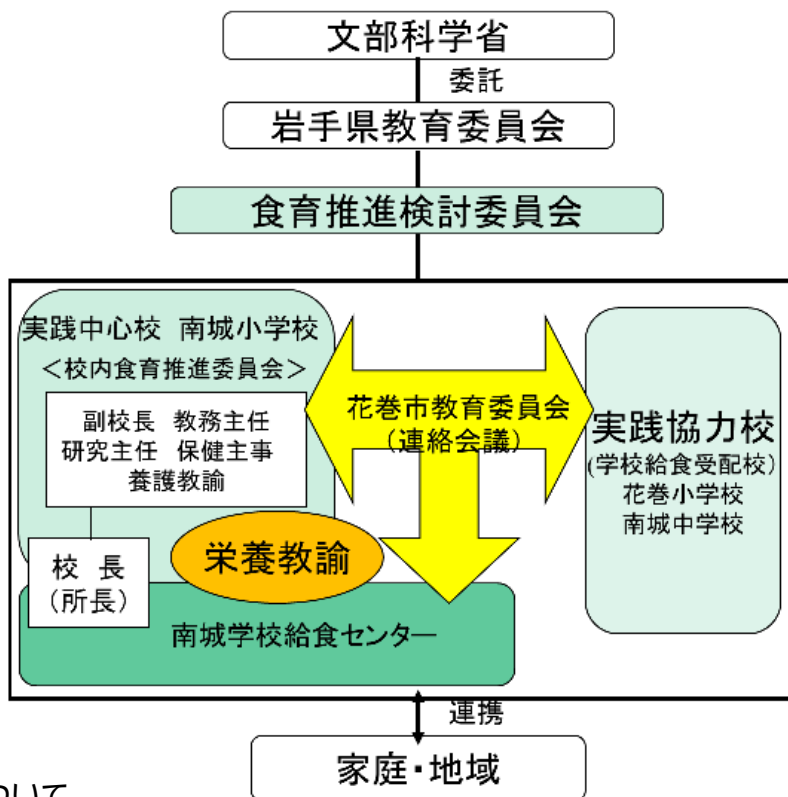 文部科学省
委託
岩手県教育委員会
食育推進検討委員会
実践中心校 南城小学校
＜校内食育推進委員会＞
副校長 教務主任
研究主任 保健主事
養護教諭
校 長
(所長)
栄養教諭
南城学校給食センター
花巻市教育委員会
(連絡会議)
実践協力校
(学校給食受配校)
花巻小学校
南城中学校
連携
家庭・地域
いて